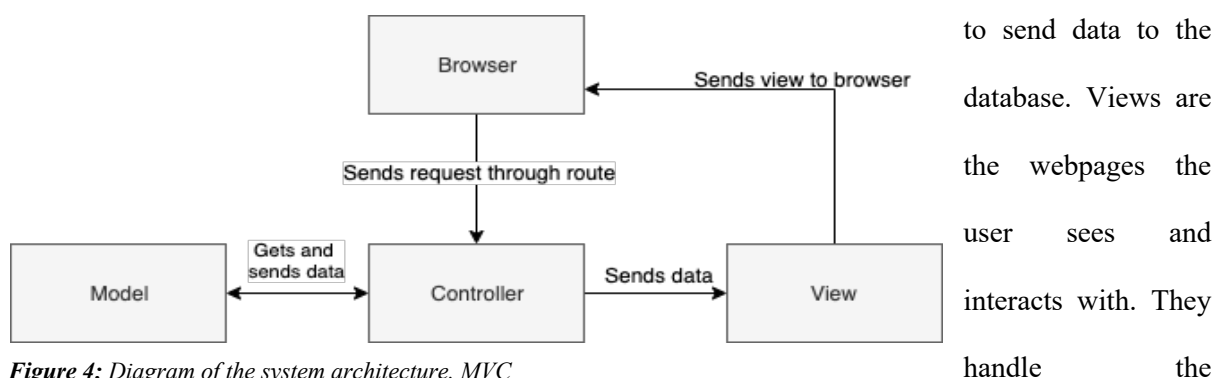 Browser
Sends view to browser
Sends request through route
Gets and
sends data
Model
Controller
Sends data
View
Figure 4: Diagram of the system architecture, MVC
to send data to the
database. Views are
the webpages the
user sees and
interacts with. They
handle the